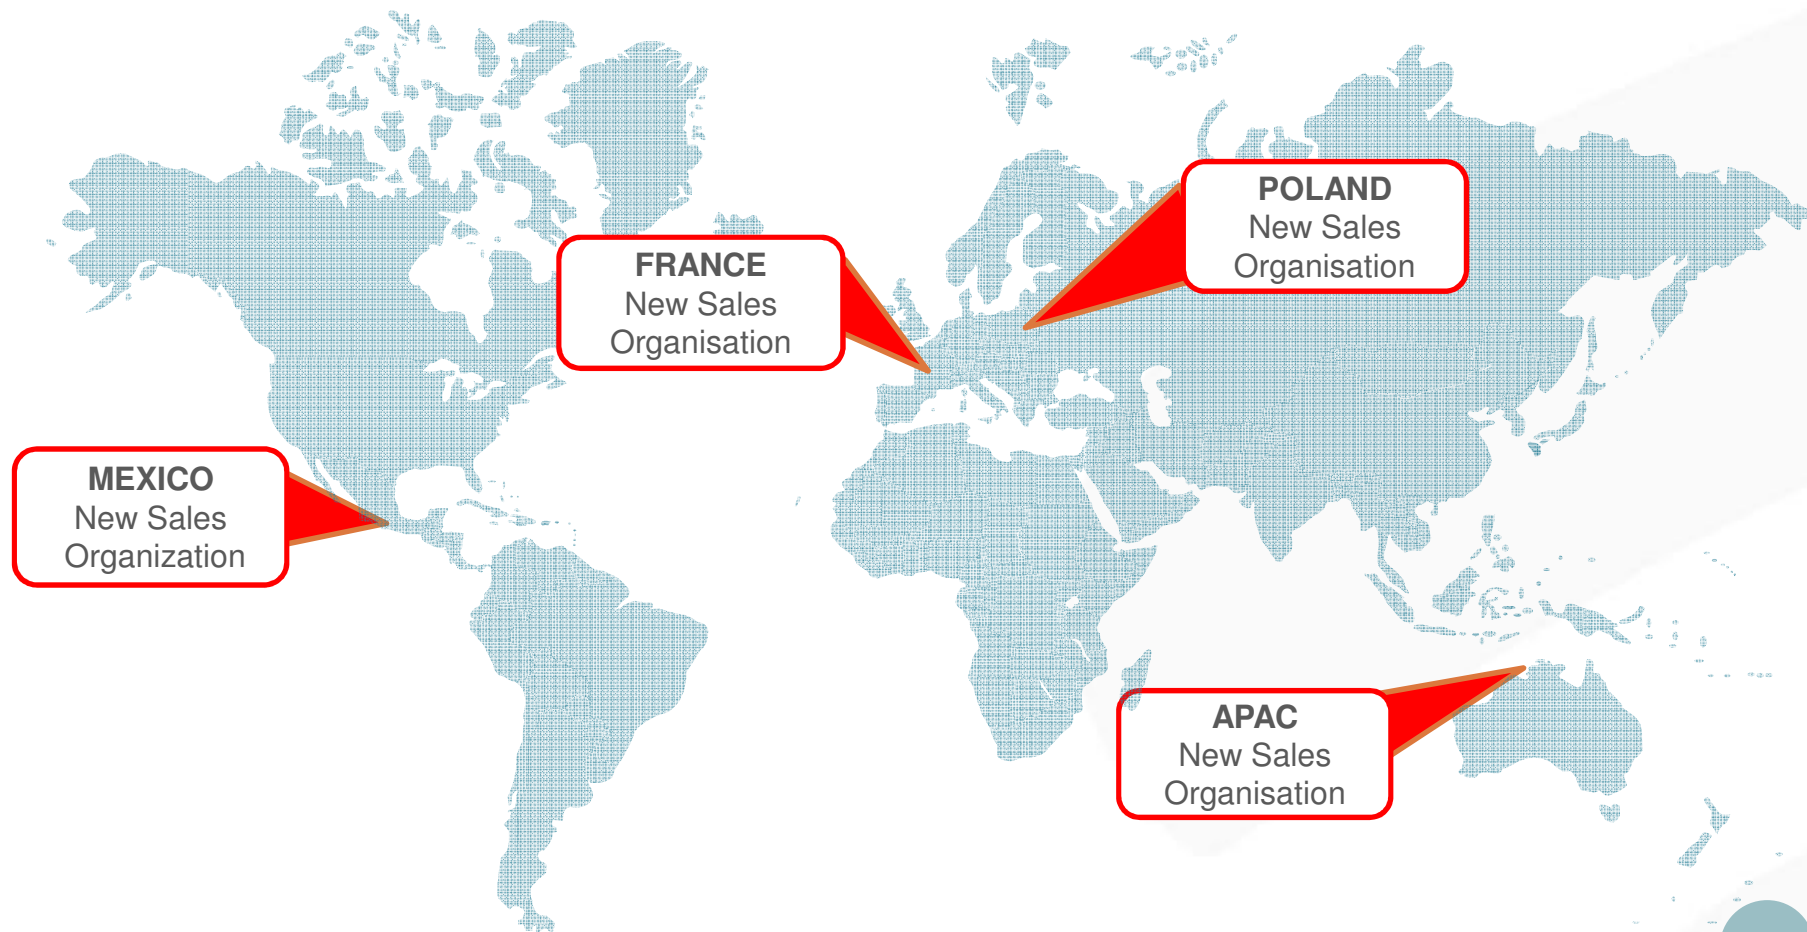 POLAND
New Sales
Organisation
FRANCE
New Sales
Organisation
MEXICO
New Sales
Organization
APAC
New Sales
Organisation